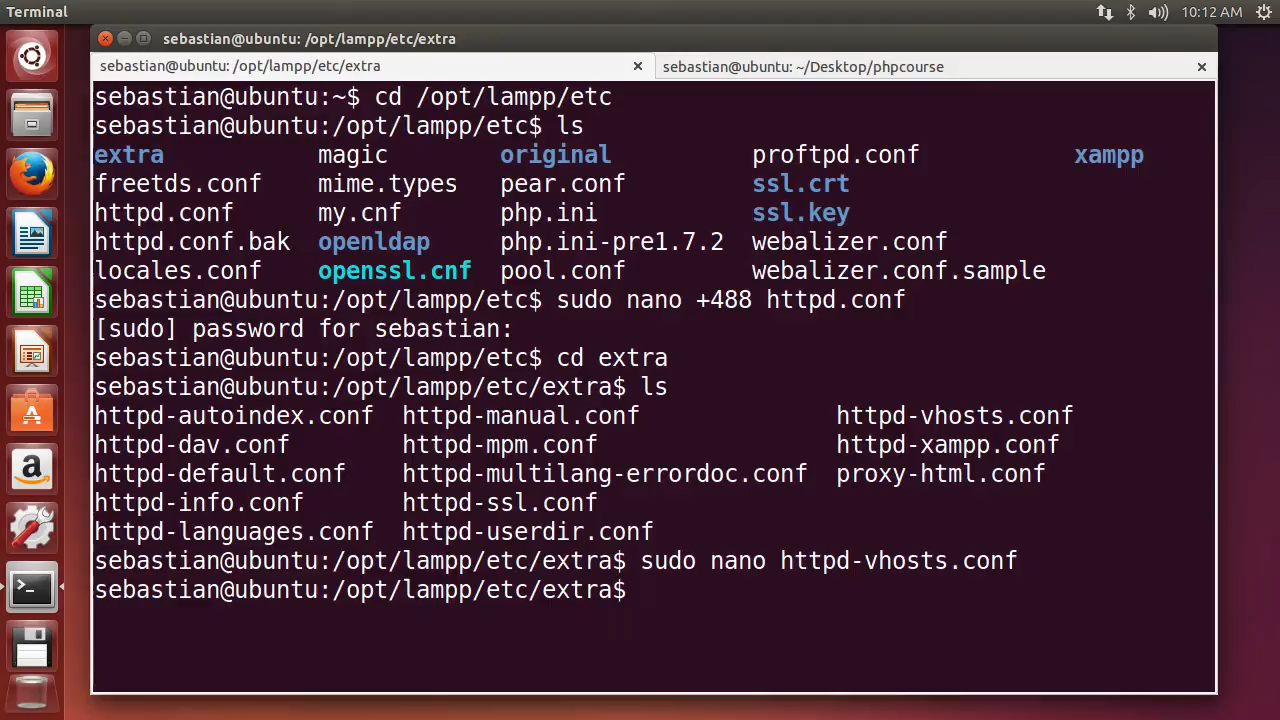 Terminal
10:12 AM
sebastian@ubuntu: /opt/lampp/etc/extra
sebastian@ubuntu: /opt/lampp/etc/extra
sebastian@ubuntu: ~/Desktop/phpcourse
sebastian@ubuntu:~$ cd /opt/lampp/etc
sebastian@ubuntu:/opt/lampp/etc$ ls
extra magic original proftpd.conf xampp
freetds.conf mime.types pear.conf ssl.crt
httpd.conf my.cnf php.ini ssl.key
httpd.conf.bak openldap php.ini-pre1.7.2 webalizer.conf
locales.conf openssl.cnf pool.conf webalizer.conf.sample
sebastian@ubuntu:/opt/lampp/etc$ sudo nano +488 httpd.conf
[sudo] password for sebastian:
sebastian@ubuntu:/opt/lampp/etc$ cd extra
sebastian@ubuntu:/opt/lampp/etc/extra$ ls
httpd-autoindex.conf httpd-manual.conf httpd-vhosts.conf
httpd-dav.conf httpd-mpm.conf httpd-xampp.conf
httpd-default.conf httpd-multilang-errordoc.conf proxy-html.conf
httpd-info.conf httpd-ssl.conf
httpd-languages.conf httpd-userdir.conf
sebastian@ubuntu:/opt/lampp/etc/extra$ sudo nano httpd-vhosts.conf
sebastian@ubuntu:/opt/lampp/etc/extra$